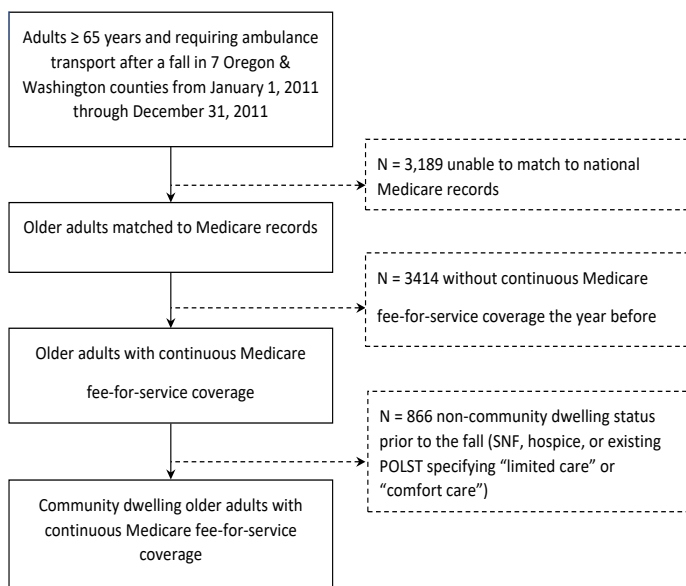 Adults ≥ 65 years and requiring ambulance
transport after a fall in 7 Oregon &
Washington counties from January 1, 2011
through December 31, 2011
N = 3,189 unable to match to national
Medicare records
Older adults matched to Medicare records
N = 3414 without continuous Medicare
fee-for-service coverage the year before
Older adults with continuous Medicare
fee-for-service coverage
N = 866 non-community dwelling status
prior to the fall (SNF, hospice, or existing
POLST specifying “limited care” or
“comfort care”)
Community dwelling older adults with
continuous Medicare fee-for-service
coverage